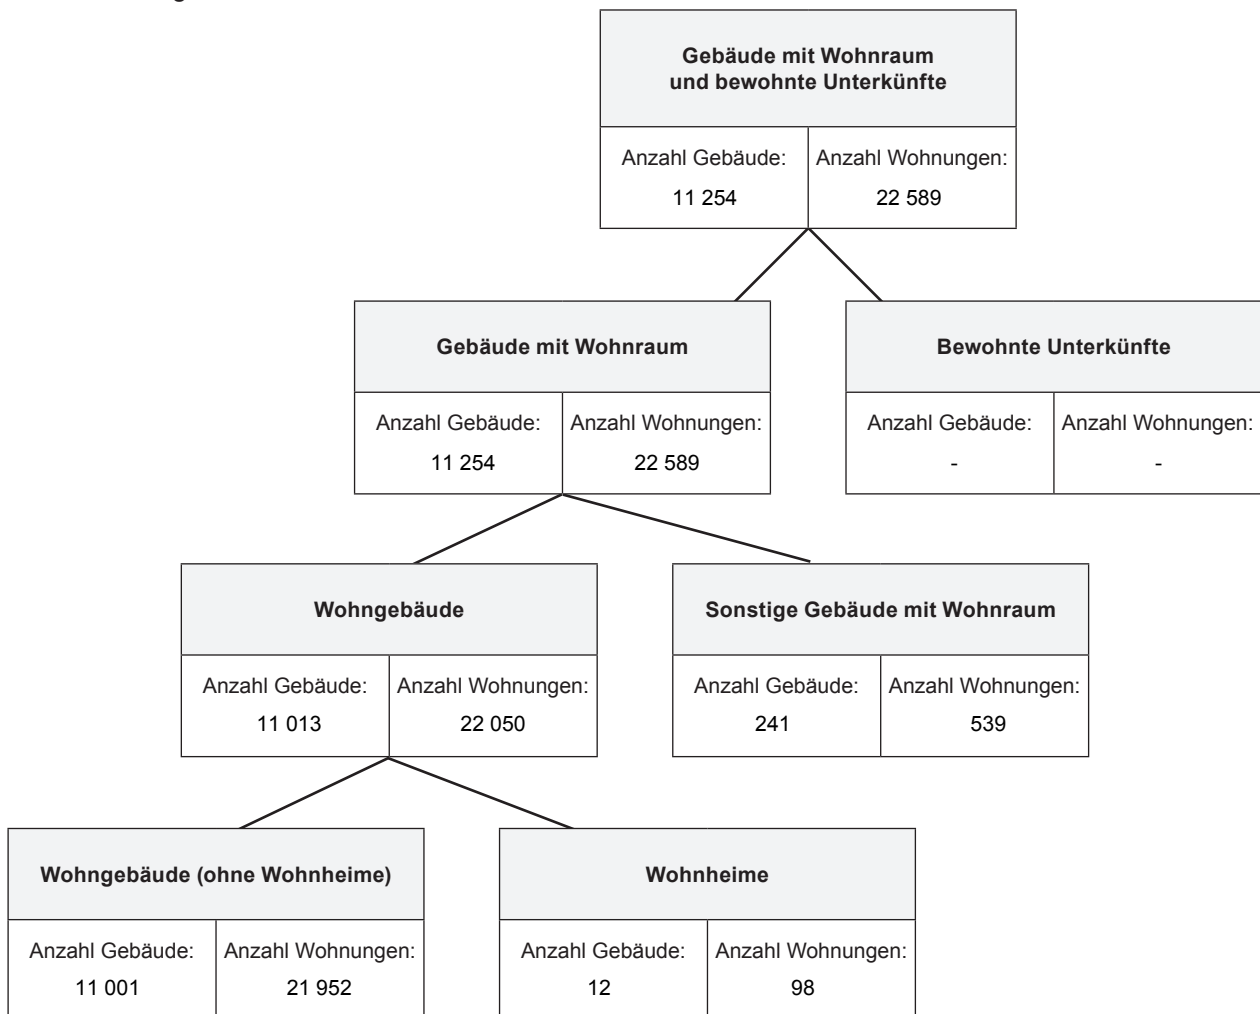 Gebäude mit Wohnraum
und bewohnte Unterkünfte
Anzahl Gebäude: Anzahl Wohnungen:
11 254 22 589
Gebäude mit Wohnraum
Anzahl Gebäude: Anzahl Wohnungen:
11 254 22 589
Bewohnte Unterkünfte
Anzahl Gebäude: Anzahl Wohnungen:
- -
Wohngebäude
Anzahl Gebäude: Anzahl Wohnungen:
11 013 22 050
Sonstige Gebäude mit Wohnraum
Anzahl Gebäude: Anzahl Wohnungen:
241 539
Wohngebäude (ohne Wohnheime)
Anzahl Gebäude: Anzahl Wohnungen:
11 001 21 952
Wohnheime
Anzahl Gebäude: Anzahl Wohnungen:
12 98